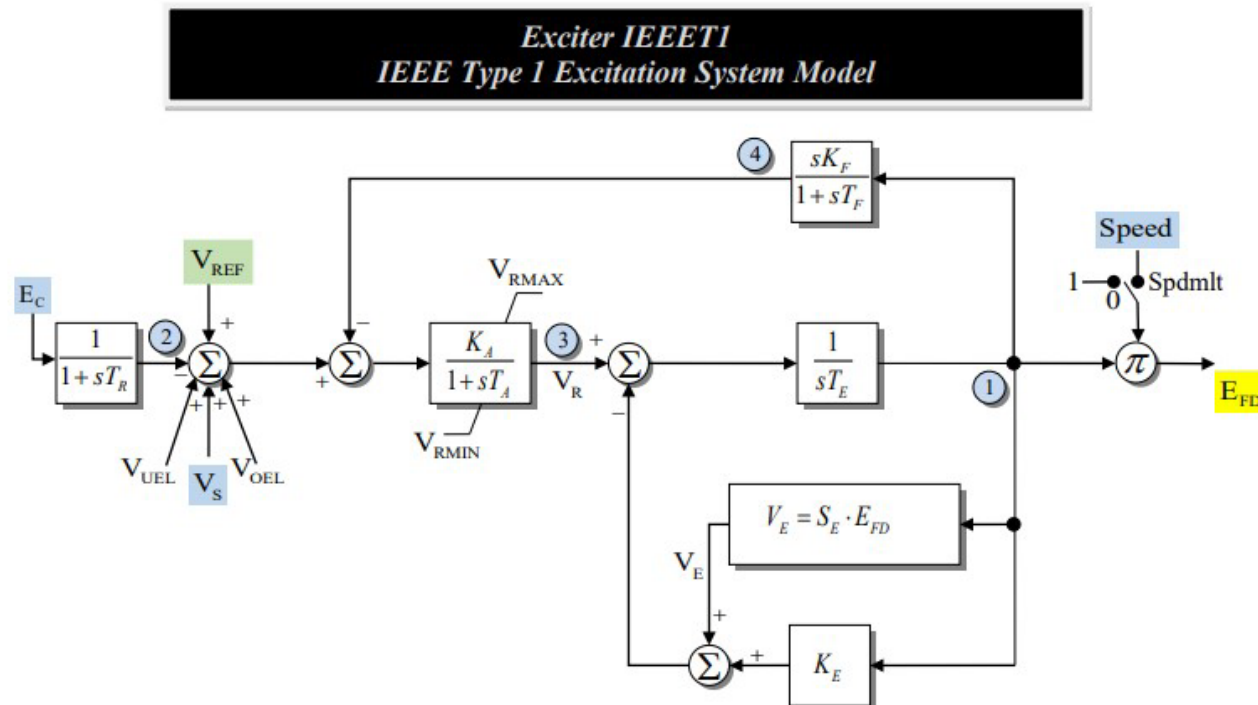 Exciter IEEET1
IEEE Type 1 Excitation System Model
4
sK_F
1 + sT_F
Speed
V_REF
V_RMAX
1
0
Spdmlt
E_C
1
1 + sT_R
2
+
−
Σ
−
+
Σ
K_A
1 + sT_A
3
V_R
+
−
Σ
1
sT_E
1
π
E_FD
+ + +
V_UEL
V_S
V_OEL
V_RMIN
V_E = S_E · E_FD
V_E
+
Σ
+
K_E